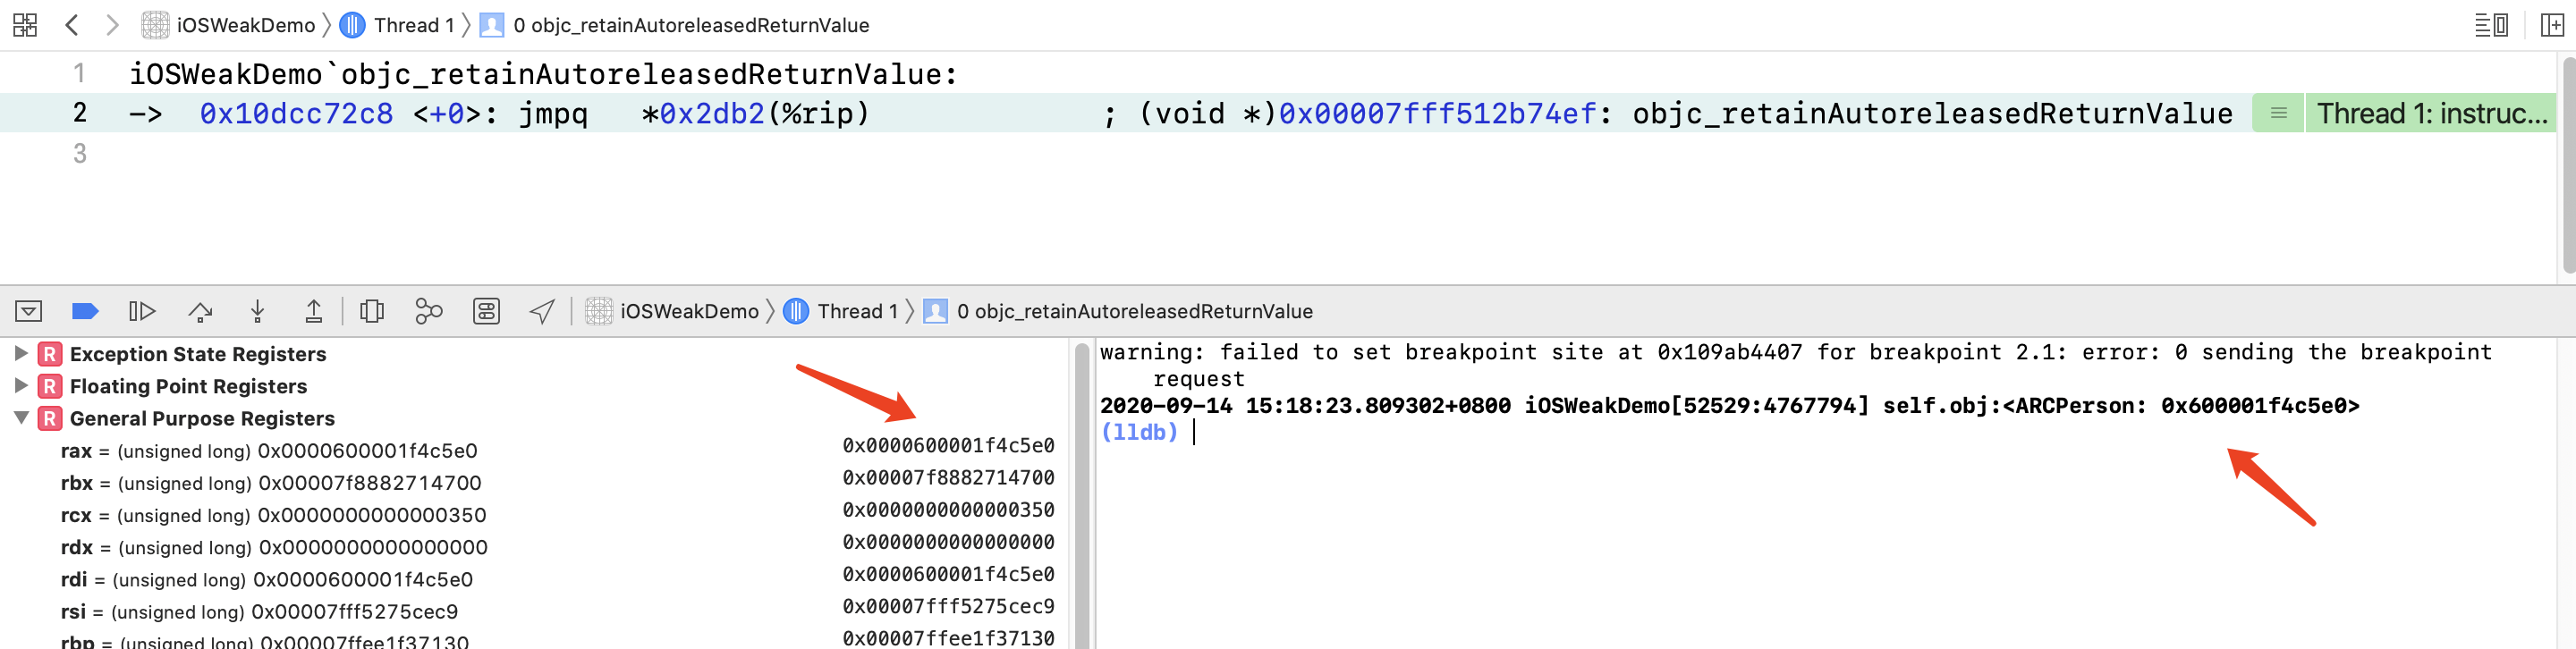 iOSWeakDemo 〉 Thread 1 〉 0 objc_retainAutoreleasedReturnValue
1 iOSWeakDemo`objc_retainAutoreleasedReturnValue:
2 -> 0x10dcc72c8 <+0>: jmpq *0x2db2(%rip) ; (void *)0x00007fff512b74ef: objc_retainAutoreleasedReturnValue Thread 1: instruc...
3
iOSWeakDemo 〉 Thread 1 〉 0 objc_retainAutoreleasedReturnValue
R Exception State Registers
R Floating Point Registers
R General Purpose Registers
rax = (unsigned long) 0x0000600001f4c5e0 0x0000600001f4c5e0
rbx = (unsigned long) 0x00007f8882714700 0x00007f8882714700
rcx = (unsigned long) 0x0000000000000350 0x0000000000000350
rdx = (unsigned long) 0x0000000000000000 0x0000000000000000
rdi = (unsigned long) 0x0000600001f4c5e0 0x0000600001f4c5e0
rsi = (unsigned long) 0x00007fff5275cec9 0x00007fff5275cec9
rbp = (unsigned long) 0x00007ffee1f37130 0x00007ffee1f37130
warning: failed to set breakpoint site at 0x109ab4407 for breakpoint 2.1: error: 0 sending the breakpoint
request
2020-09-14 15:18:23.809302+0800 iOSWeakDemo[52529:4767794] self.obj:<ARCPerson: 0x600001f4c5e0>
(lldb)